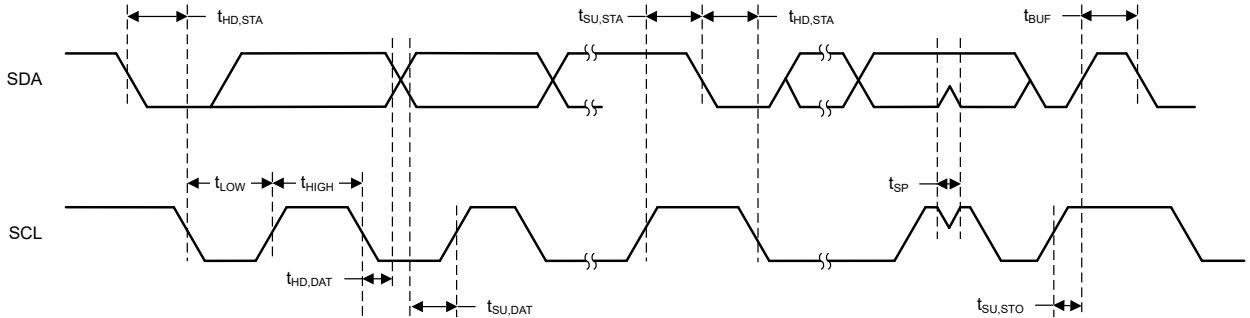 tHD,STA
tSU,STA
tHD,STA
tBUF
SDA
tLOW
tHIGH
tSP
SCL
tHD,DAT
tSU,DAT
tSU,STO